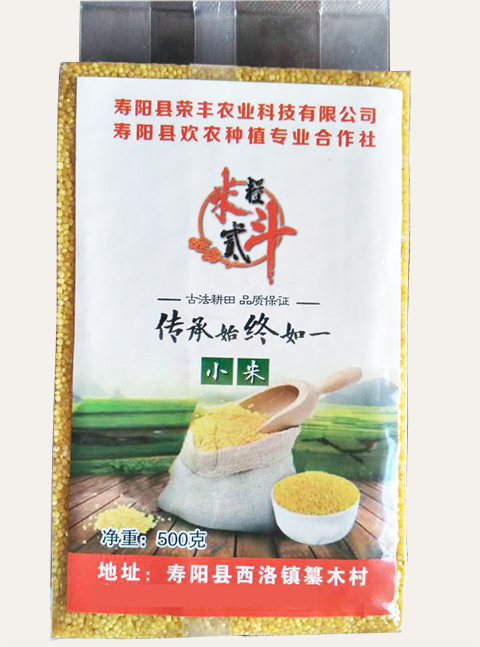 寿阳县荣丰农业科技有限公司
寿阳县欢农种植专业合作社
米程贰斗
古法耕田 品质保证
传承始终如一
小米
净重：500克
地址：寿阳县西洛镇纂木村